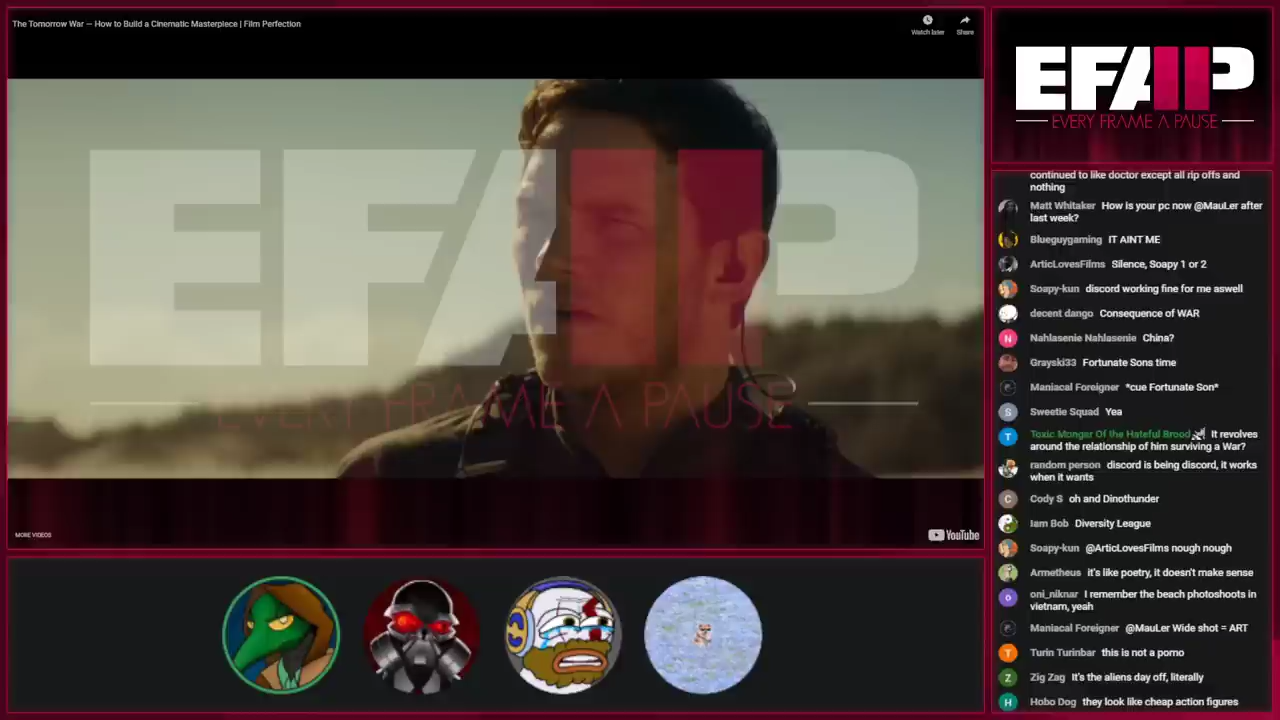 The Tomorrow War — How to Build a Cinematic Masterpiece | Film Perfection
Watch later
Share
EFAP
EVERY FRAME A PAUSE
MORE VIDEOS
YouTube
EFAP
EVERY FRAME A PAUSE
continued to like doctor except all rip offs and
nothing
Matt Whitaker How is your pc now @MauLer after
last week?
Blueguygaming IT AINT ME
ArticLovesFilms Silence, Soapy 1 or 2
Soapy-kun discord working fine for me aswell
decent dango Consequence of WAR
N
Nahlasenie Nahlasenie China?
Grayski33 Fortunate Sons time
Maniacal Foreigner *cue Fortunate Son*
S
Sweetie Squad Yea
T
Toxic Monger Of the Hateful Brood It revolves
around the relationship of him surviving a War?
random person discord is being discord, it works
when it wants
C
Cody S oh and Dinothunder
Iam Bob Diversity League
Soapy-kun @ArticLovesFilms nough nough
Armetheus it's like poetry, it doesn't make sense
o
oni_niknar I remember the beach photoshoots in
vietnam, yeah
Maniacal Foreigner @MauLer Wide shot = ART
T
Turin Turinbar this is not a porno
Z
Zig Zag It's the aliens day off, literally
H
Hobo Dog they look like cheap action figures